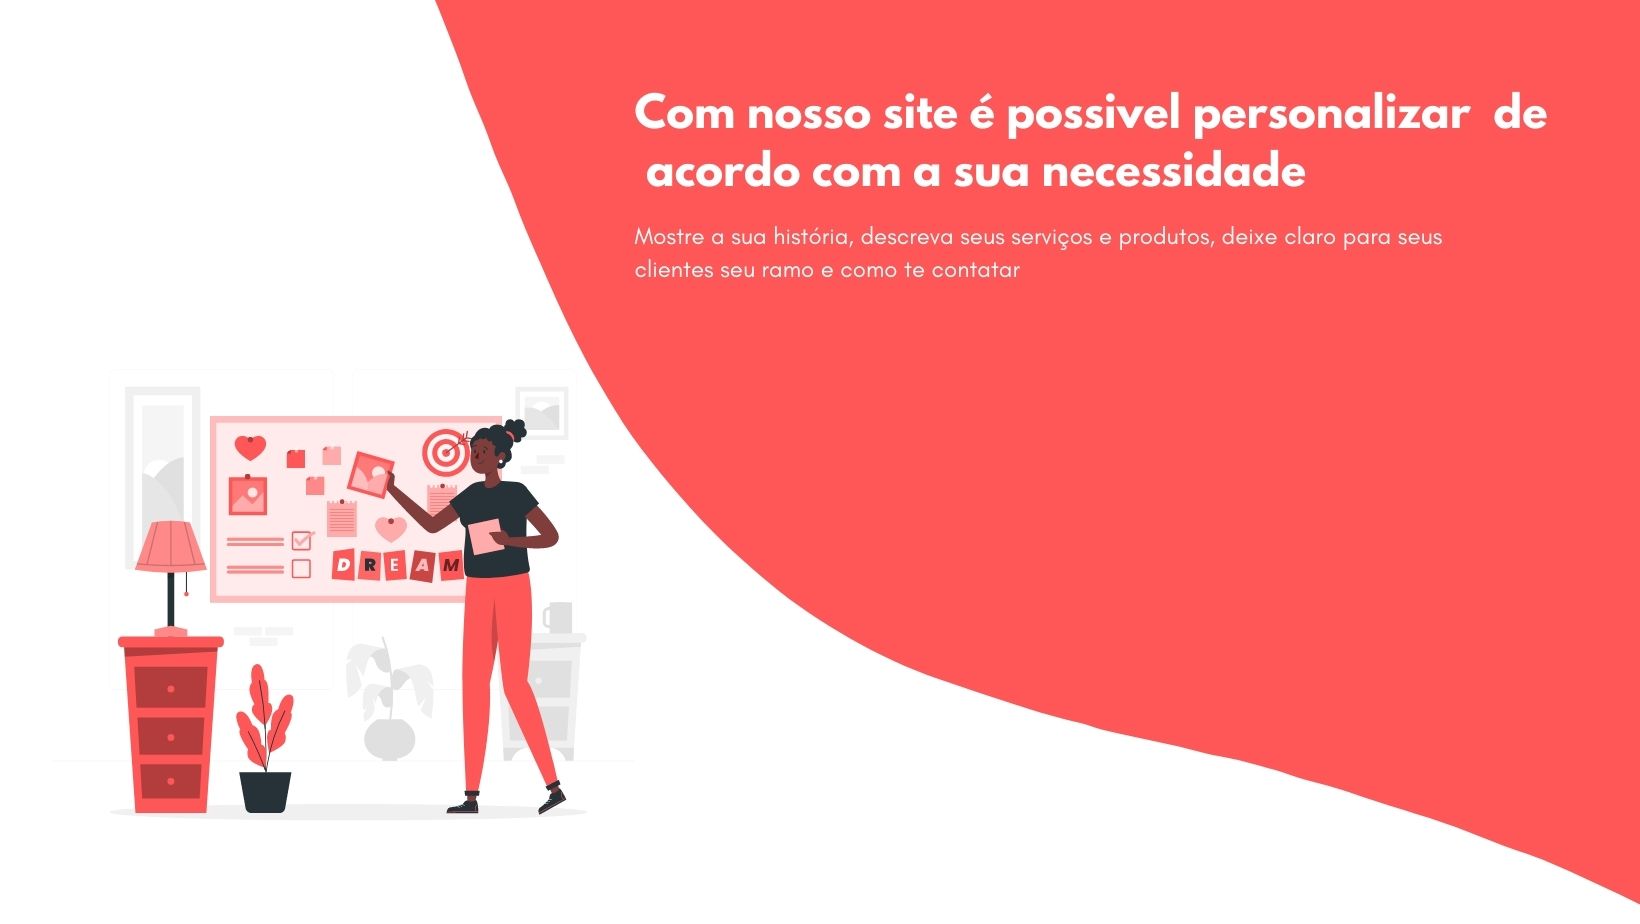 Com nosso site é possivel personalizar de
acordo com a sua necessidade
Mostre a sua história, descreva seus serviços e produtos, deixe claro para seus
clientes seu ramo e como te contatar
DREAM